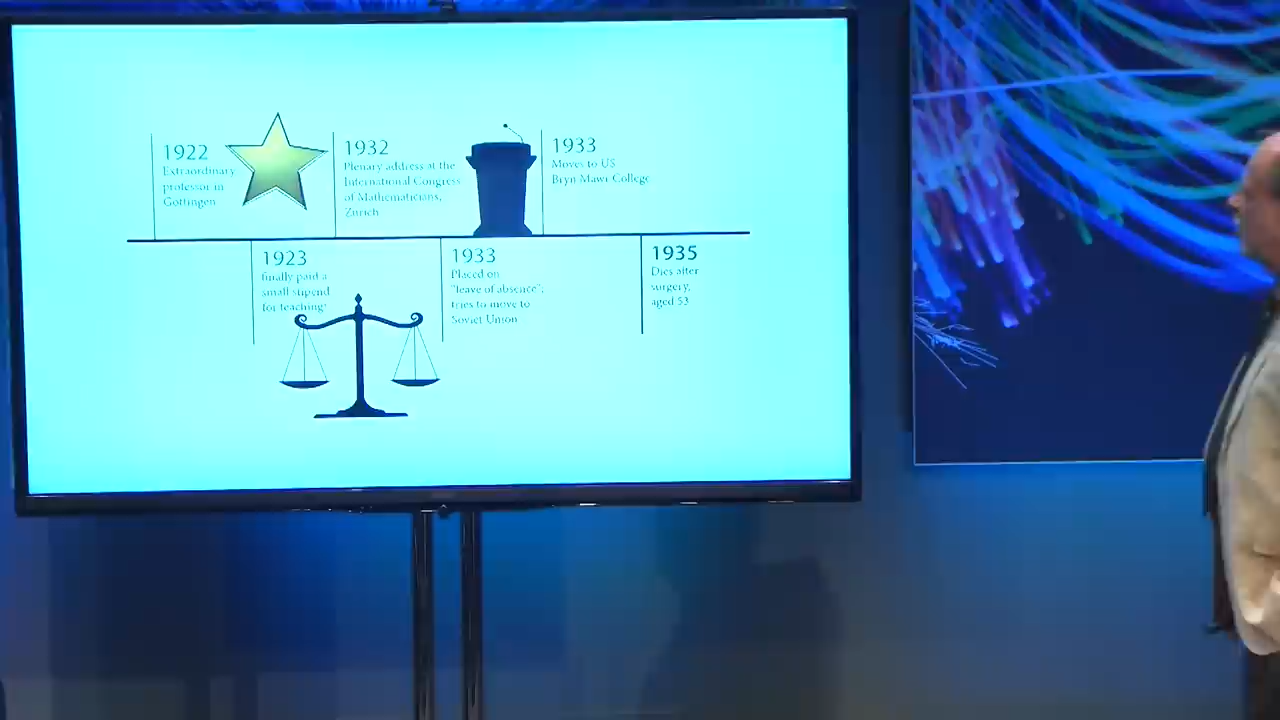 1922
Extraordinary
professor in
Göttingen
1932
Plenary address at the
International Congress
of Mathematicians,
Zürich
1933
Moves to US
Bryn Mawr College
1923
finally paid a
small stipend
for teaching
1933
Placed on
"leave of absence";
tries to move to
Soviet Union
1935
Dies after
surgery,
aged 53